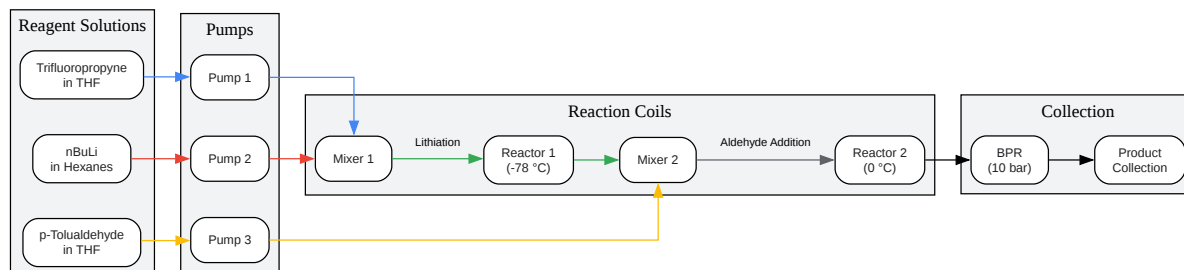 Reagent Solutions
Pumps
Trifluoropropyne
in THF
Pump 1
Reaction Coils
Collection
nBuLi
in Hexanes
Pump 2
Mixer 1
Lithiation
Reactor 1
(-78 °C)
Mixer 2
Aldehyde Addition
Reactor 2
(0 °C)
BPR
(10 bar)
Product
Collection
p-Tolualdehyde
in THF
Pump 3